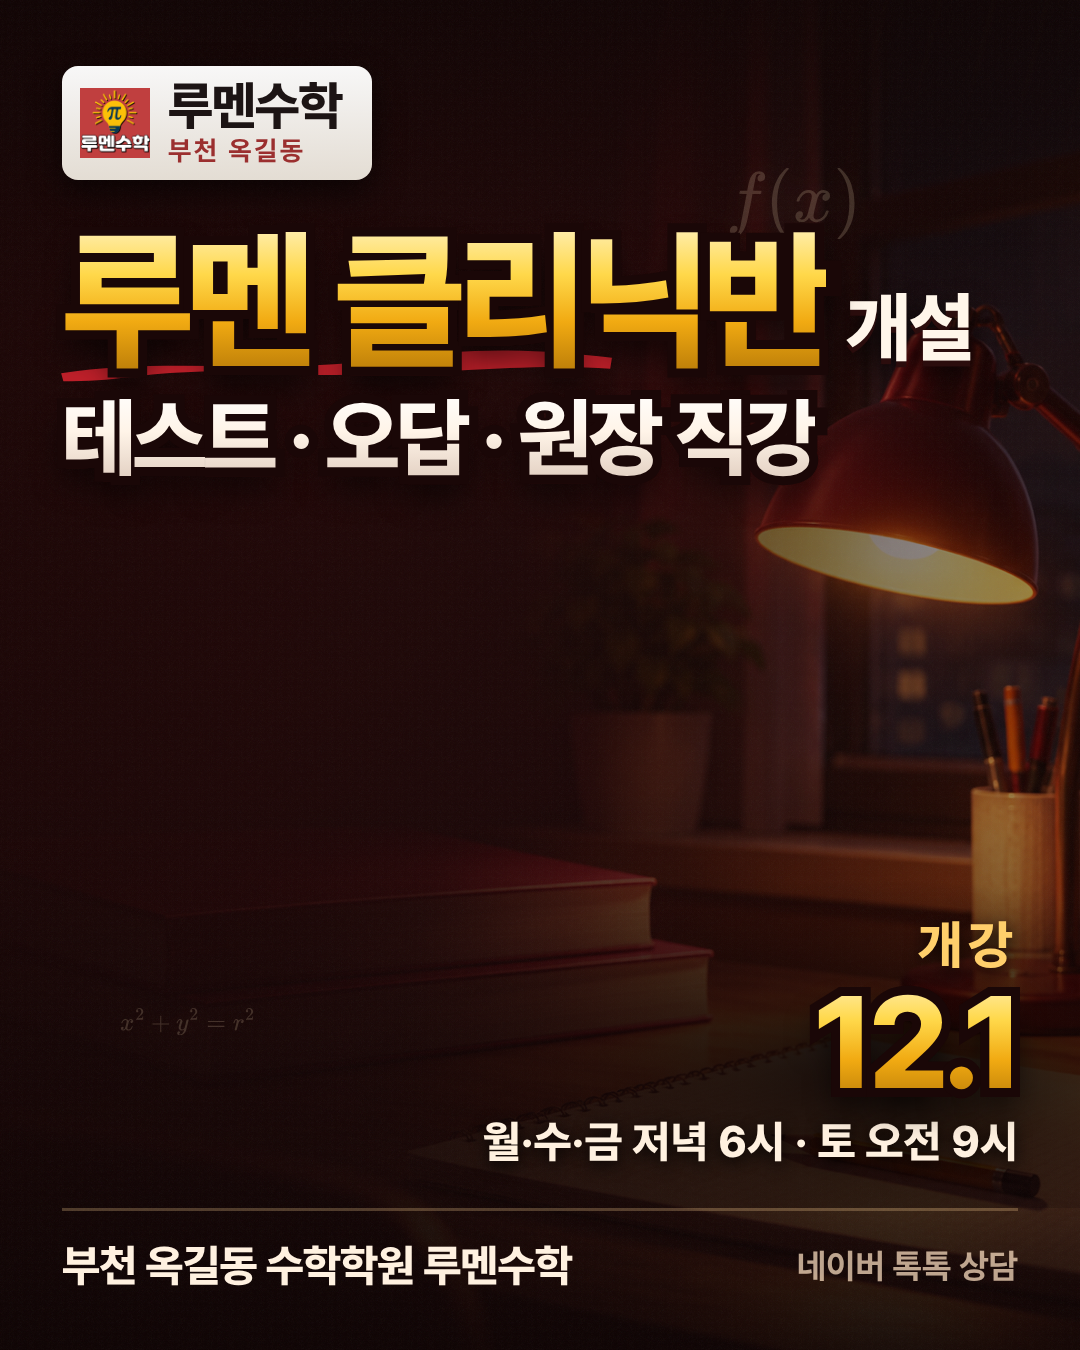 루멘수학
루멘수학
부천 옥길동
f(x)
루멘 클리닉반 개설
테스트 · 오답 · 원장 직강
x² + y² = r²
개강
12.1
월·수·금 저녁 6시 · 토 오전 9시
부천 옥길동 수학학원 루멘수학
네이버 톡톡 상담